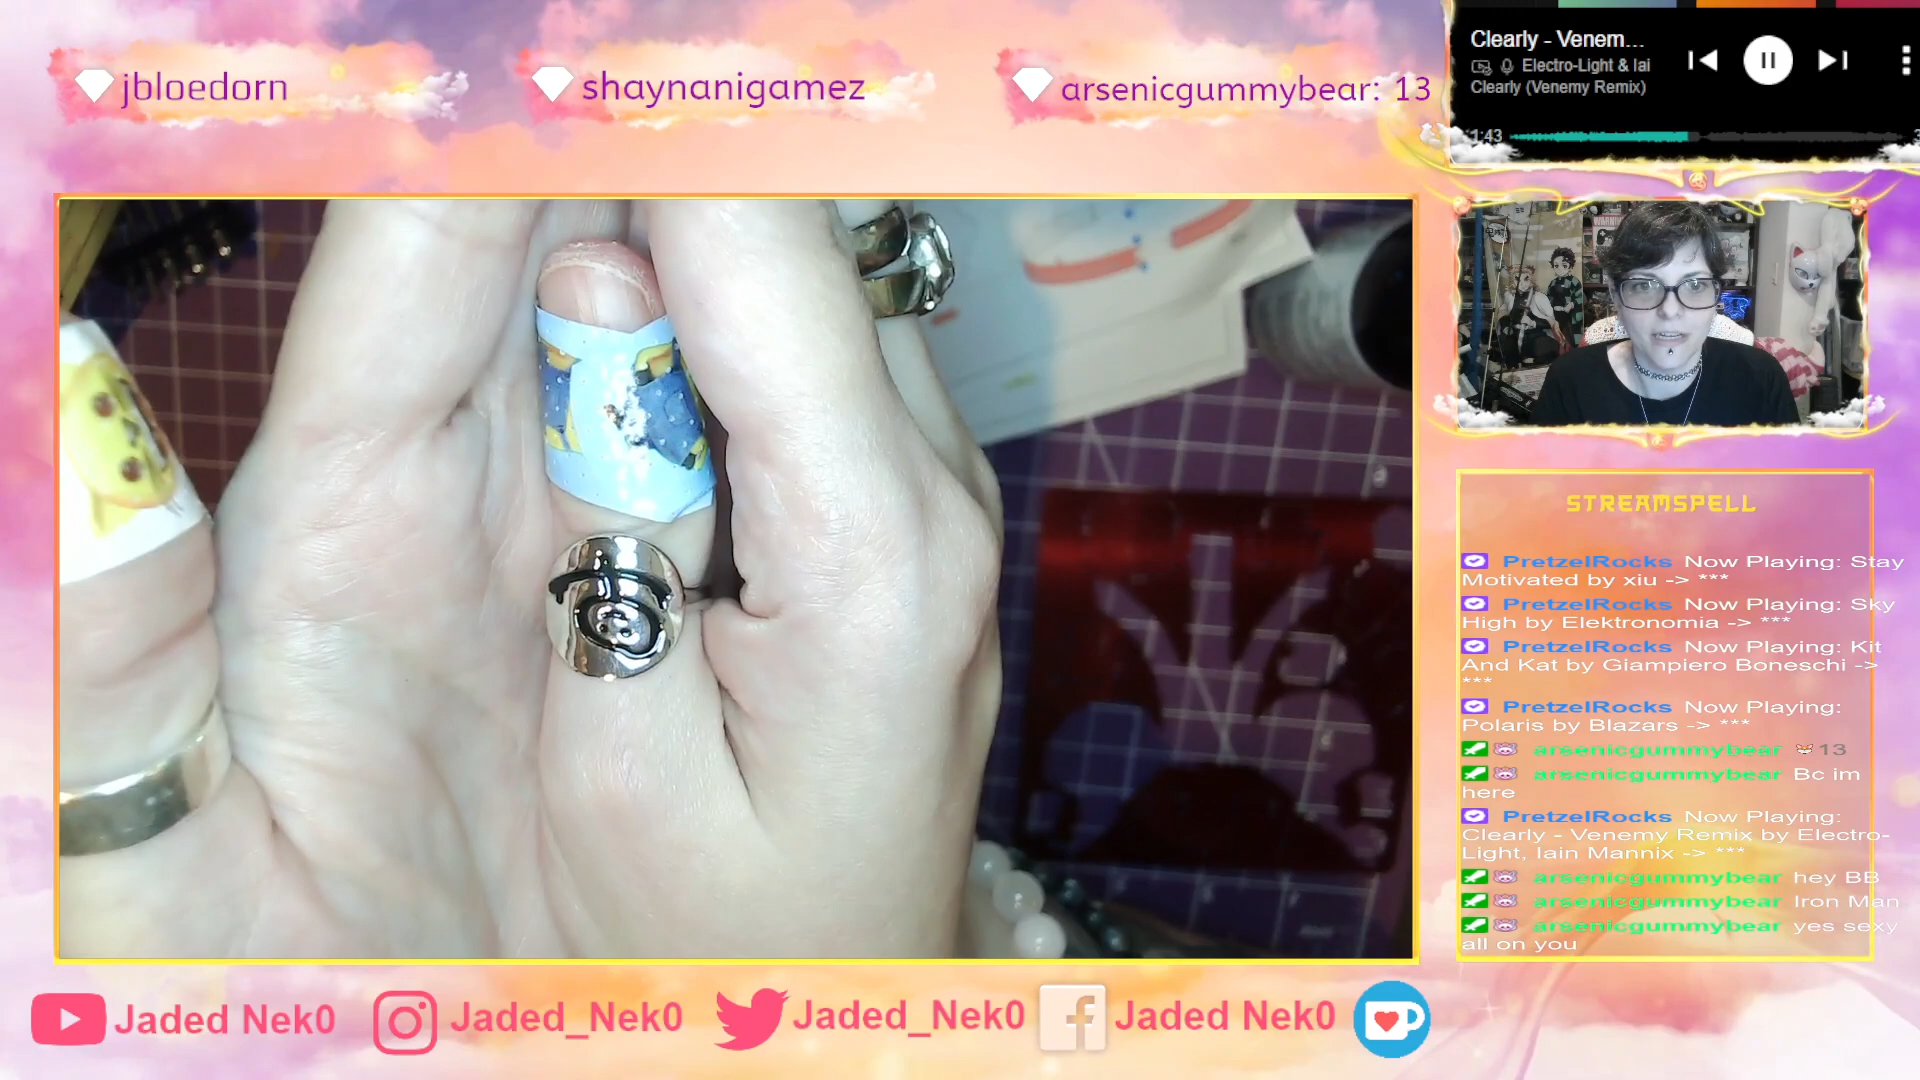 jbloedorn
shaynanigamez
arsenicgummybear: 13
Clearly - Venem...
Electro-Light & Iai
Clearly (Venemy Remix)
1:43
STREAMSPELL
PretzelRocks Now Playing: Stay
Motivated by xiu -> ***
PretzelRocks Now Playing: Sky
High by Elektronomia -> ***
PretzelRocks Now Playing: Kit
And Kat by Giampiero Boneschi ->
***
PretzelRocks Now Playing:
Polaris by Blazars -> ***
arsenicgummybear 13
arsenicgummybear Bc im
here
PretzelRocks Now Playing:
Clearly - Venemy Remix by Electro-
Light, Iain Mannix -> ***
arsenicgummybear hey BB
arsenicgummybear Iron Man
arsenicgummybear yes sexy
all on you
Jaded Nek0
Jaded_Nek0
Jaded_Nek0
Jaded Nek0